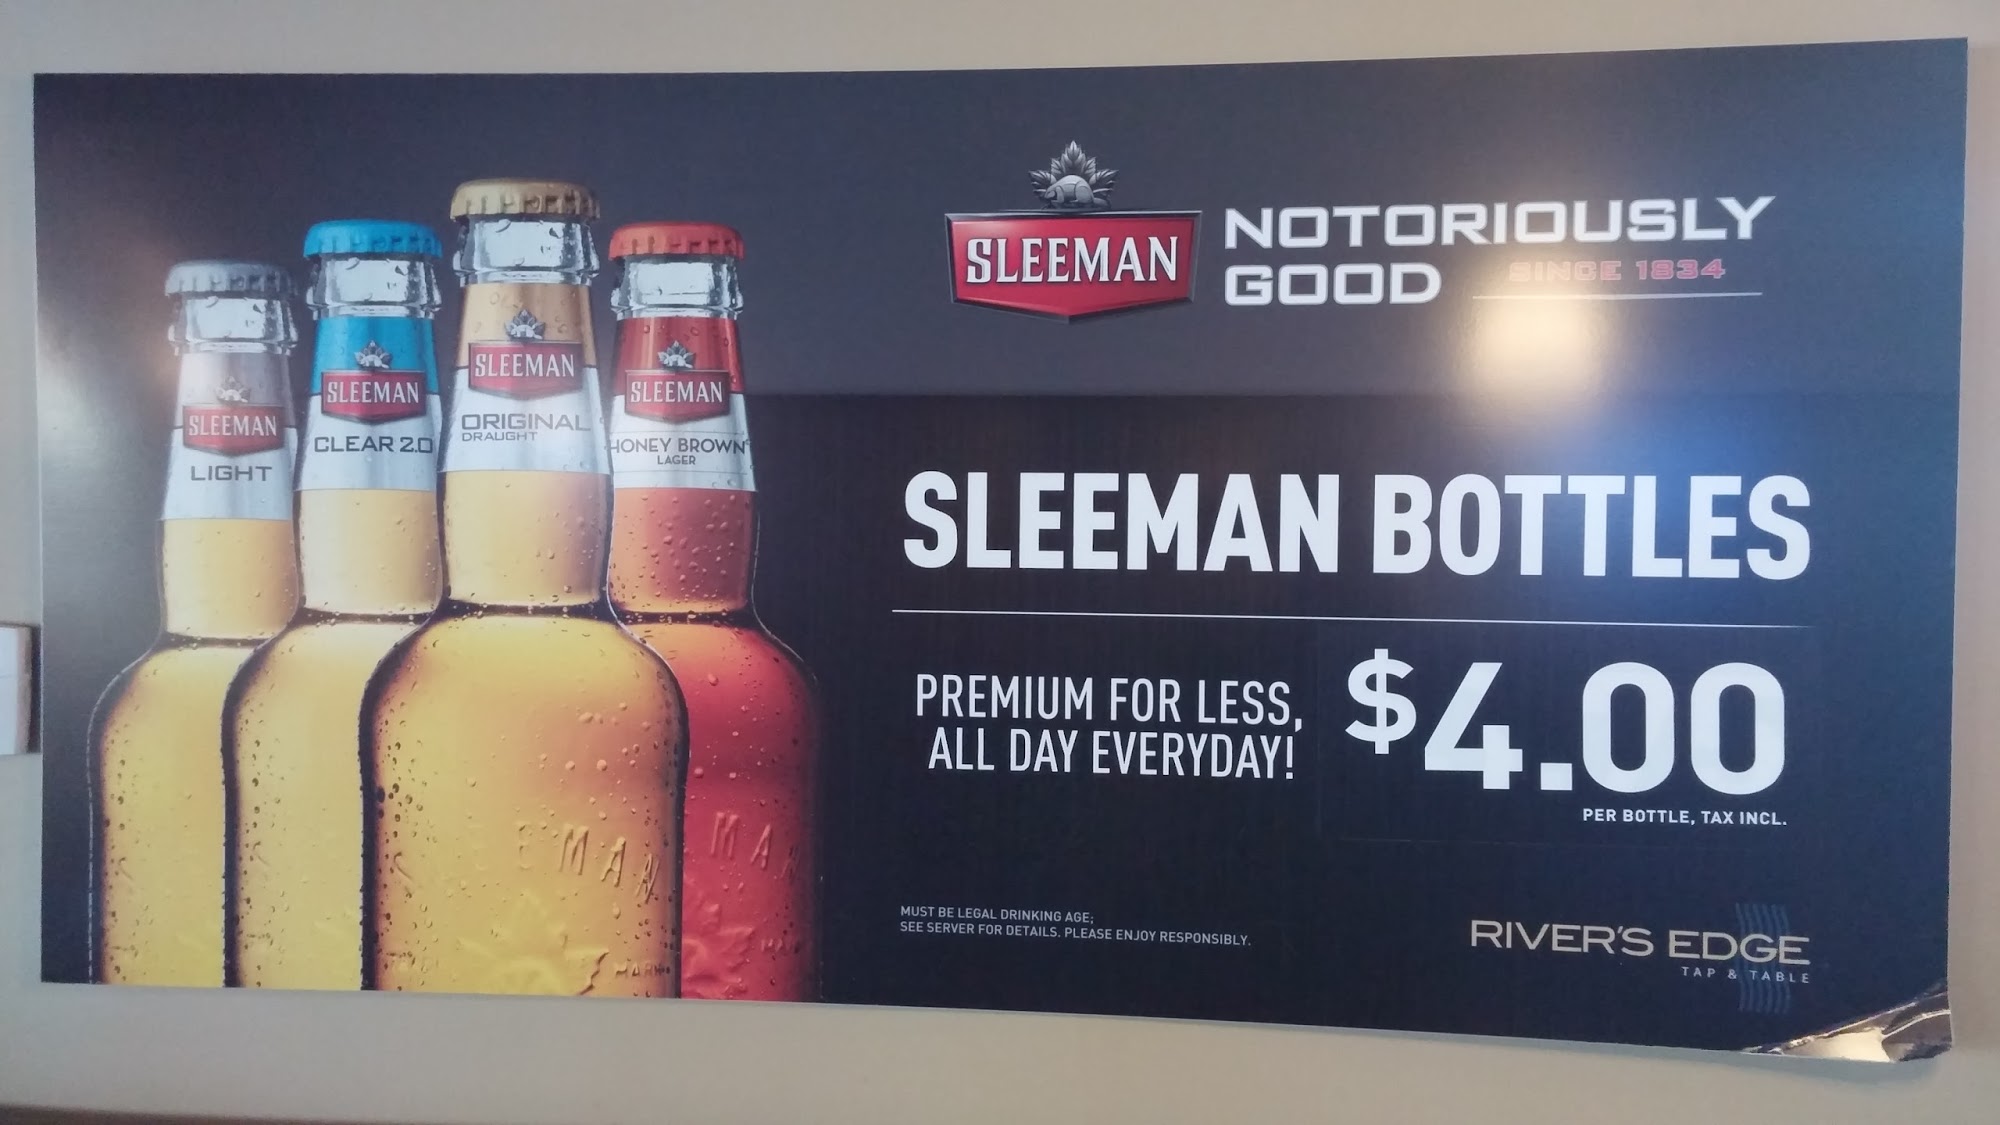 SLEEMAN
LIGHT
SLEEMAN
CLEAR 2.0
SLEEMAN
ORIGINAL
DRAUGHT
SLEEMAN
HONEY BROWN
LAGER
SLEEMAN
NOTORIOUSLY
GOOD SINCE 1834
SLEEMAN BOTTLES
PREMIUM FOR LESS,
ALL DAY EVERYDAY!
$4.00
PER BOTTLE, TAX INCL.
MUST BE LEGAL DRINKING AGE;
SEE SERVER FOR DETAILS. PLEASE ENJOY RESPONSIBLY.
RIVER'S EDGE
TAP & TABLE